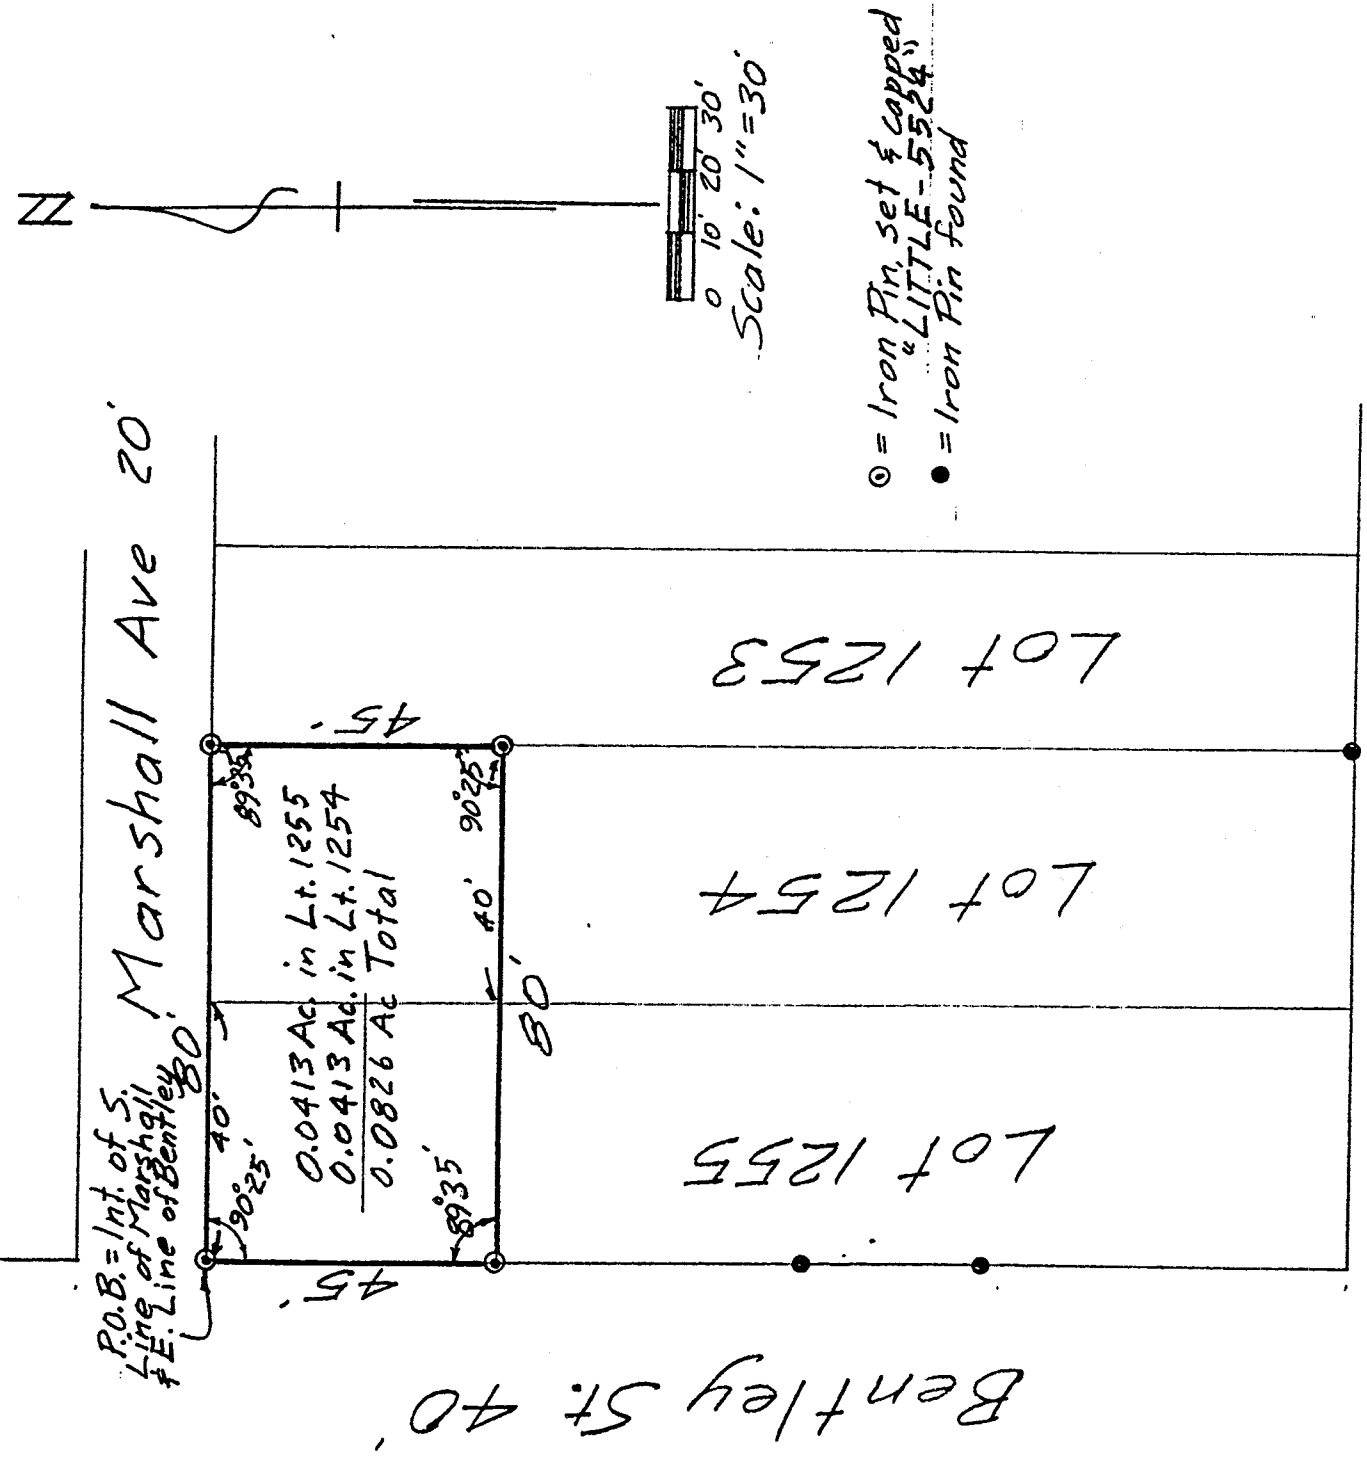 N
0 10' 20' 30'
Scale: 1"=30'
⊙ = Iron Pin, set & capped
"LITTLE-5524"
● = Iron Pin found
Marshall Ave 20'
P.O.B. = Int. of S.
Line of Marshall
& E. Line of Bentley
80'
40'
90°25'
89°35'
45'
0.0413 Ac. in Lt. 1255
0.0413 Ac. in Lt. 1254
0.0826 Ac Total
45'
89°35'
90°25'
40'
80'
Lot 1255
Lot 1254
Lot 1253
Bentley St. 40'